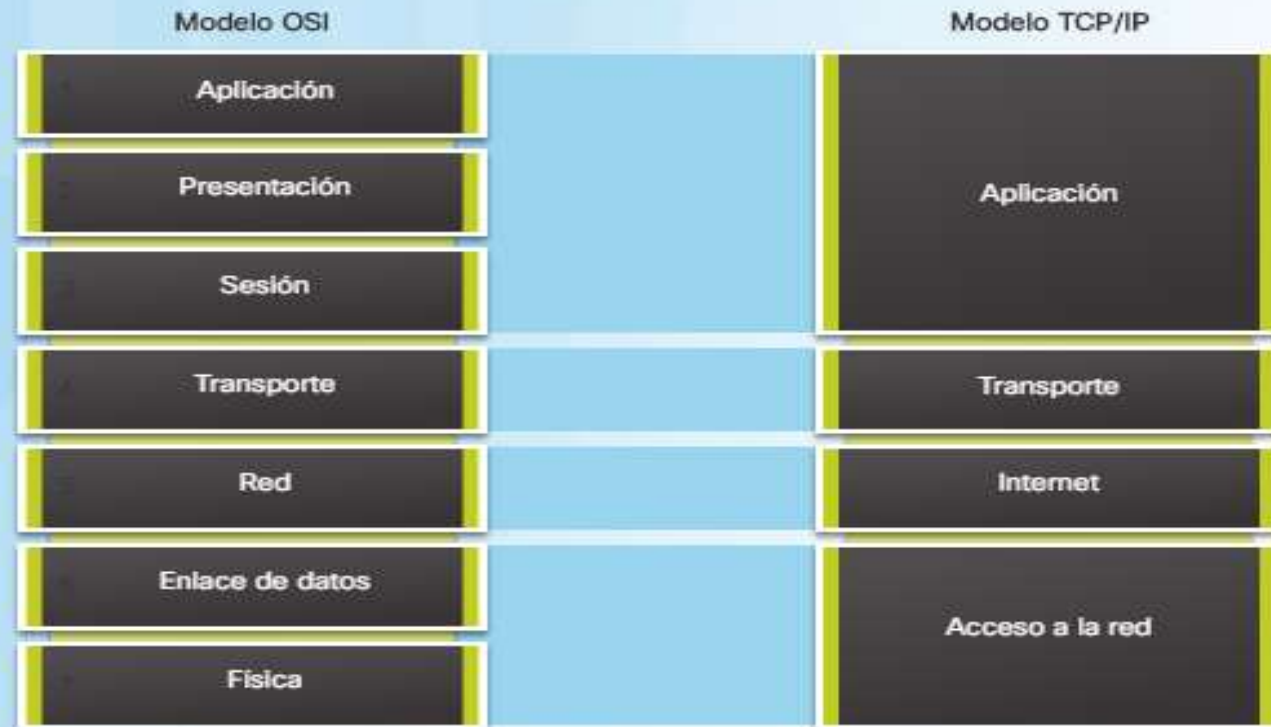 Modelo OSI
Modelo TCP/IP
Aplicación
Presentación
Sesión
Transporte
Red
Enlace de datos
Física
Aplicación
Transporte
Internet
Acceso a la red